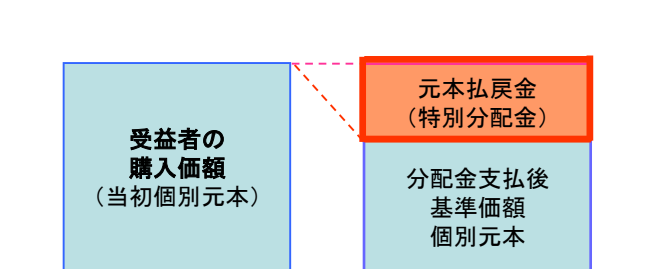 受益者の
購入価額
（当初個別元本）
元本払戻金
（特別分配金）
分配金支払後
基準価額
個別元本